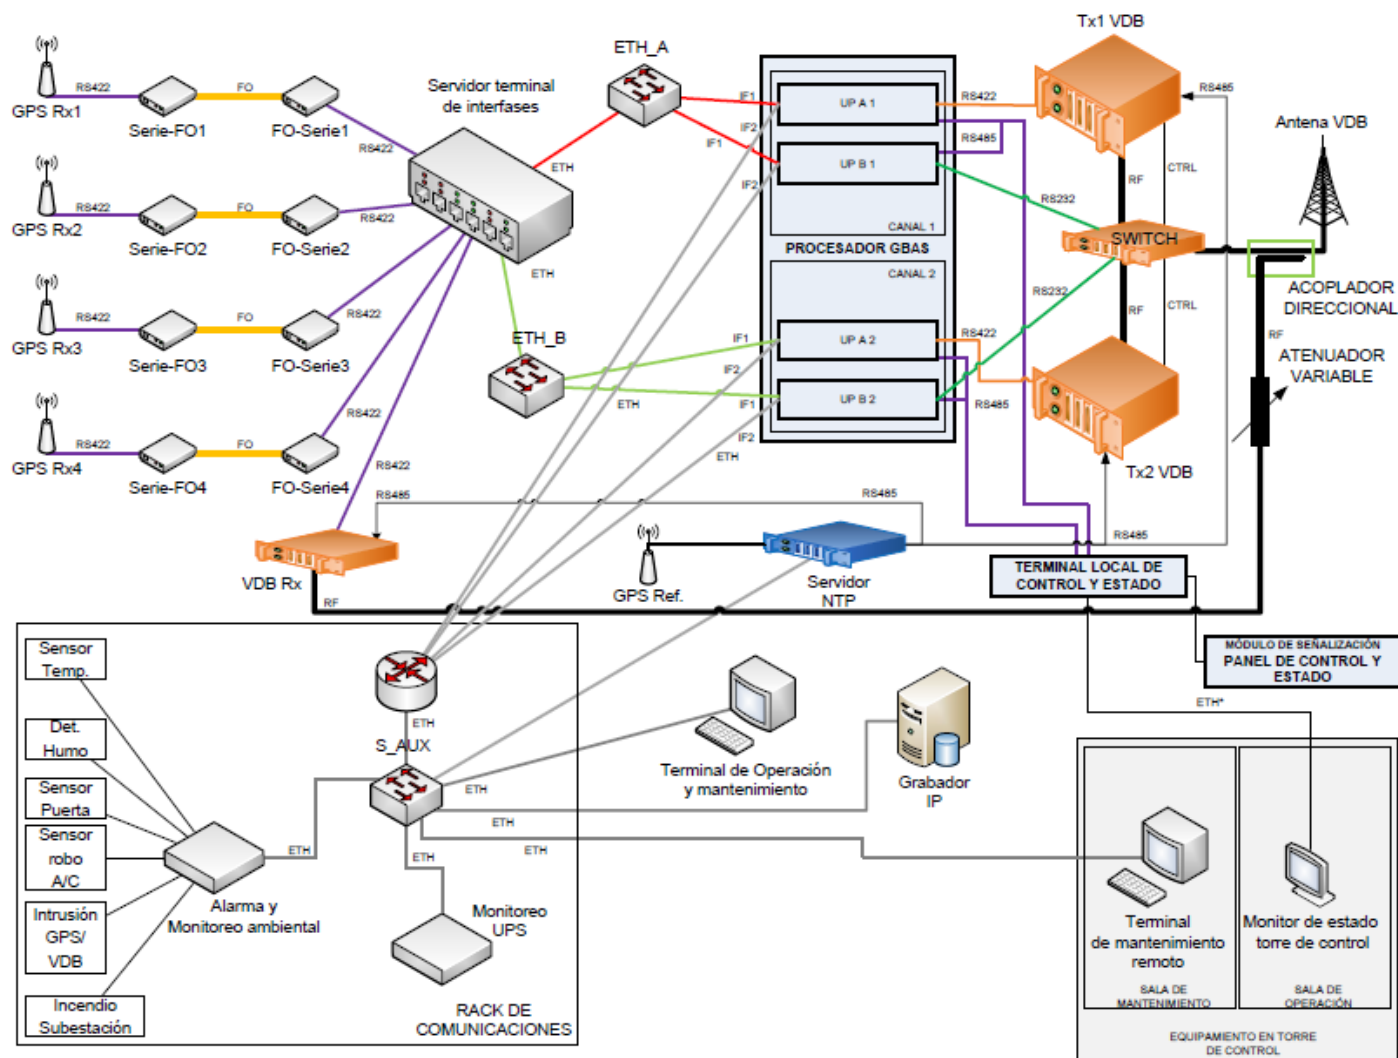 Tx1 VDB
ETH_A
Servidor terminal
de interfases
RS422
FO
GPS Rx1
Serie-FO1
FO-Serie1
RS422
ETH
IF1
IF2
IF1
IF2
UP A 1
RS422
RS485
UP B 1
RS485
Antena VDB
RF
CTRL
RS232
SWITCH
CANAL 1
PROCESADOR GBAS
CANAL 2
RS422
FO
GPS Rx2
Serie-FO2
FO-Serie2
RS422
ETH
RS232
RF
CTRL
ACOPLADOR
DIRECCIONAL
RF
ATENUADOR
VARIABLE
RS422
FO
GPS Rx3
Serie-FO3
FO-Serie3
RS422
ETH_B
IF1
IF2
ETH
IF1
IF2
ETH
UP A 2
RS422
UP B 2
RS485
Tx2 VDB
RS422
FO
GPS Rx4
Serie-FO4
FO-Serie4
RS422
RS422
RS485
RS485
RS485
VDB Rx
RF
GPS Ref.
Servidor
NTP
TERMINAL LOCAL DE
CONTROL Y ESTADO
MÓDULO DE SEÑALIZACIÓN
PANEL DE CONTROL Y
ESTADO
ETH*
Sensor
Temp.
Det.
Humo
Sensor
Puerta
Sensor
robo
A/C
Intrusión
GPS/
VDB
Incendio
Subestación
ETH
Alarma y
Monitoreo ambiental
ETH
S_AUX
ETH
ETH
ETH
ETH
Monitoreo
UPS
RACK DE
COMUNICACIONES
Terminal de Operación
y mantenimiento
Grabador
IP
Terminal
de mantenimiento
remoto
SALA DE
MANTENIMIENTO
Monitor de estado
torre de control
SALA DE
OPERACIÓN
EQUIPAMIENTO EN TORRE
DE CONTROL